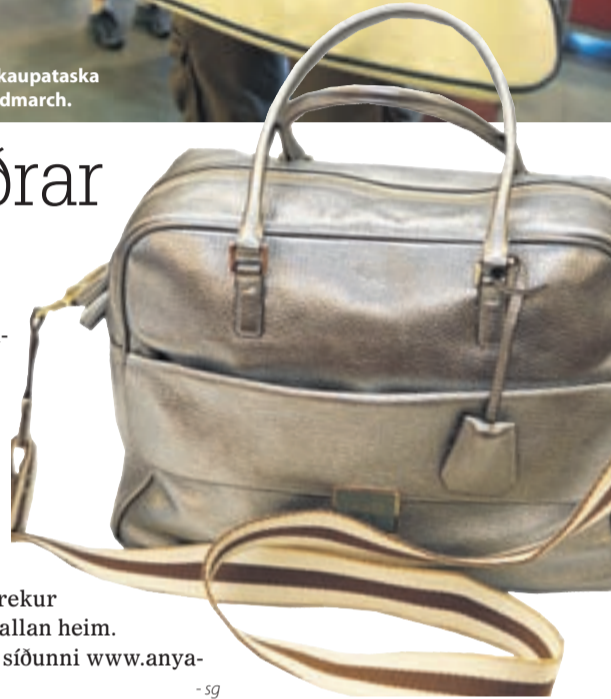 kaupataska
dmarch.
ðrar
-
rekur
allan heim.
síðunni www.anya-
- sg